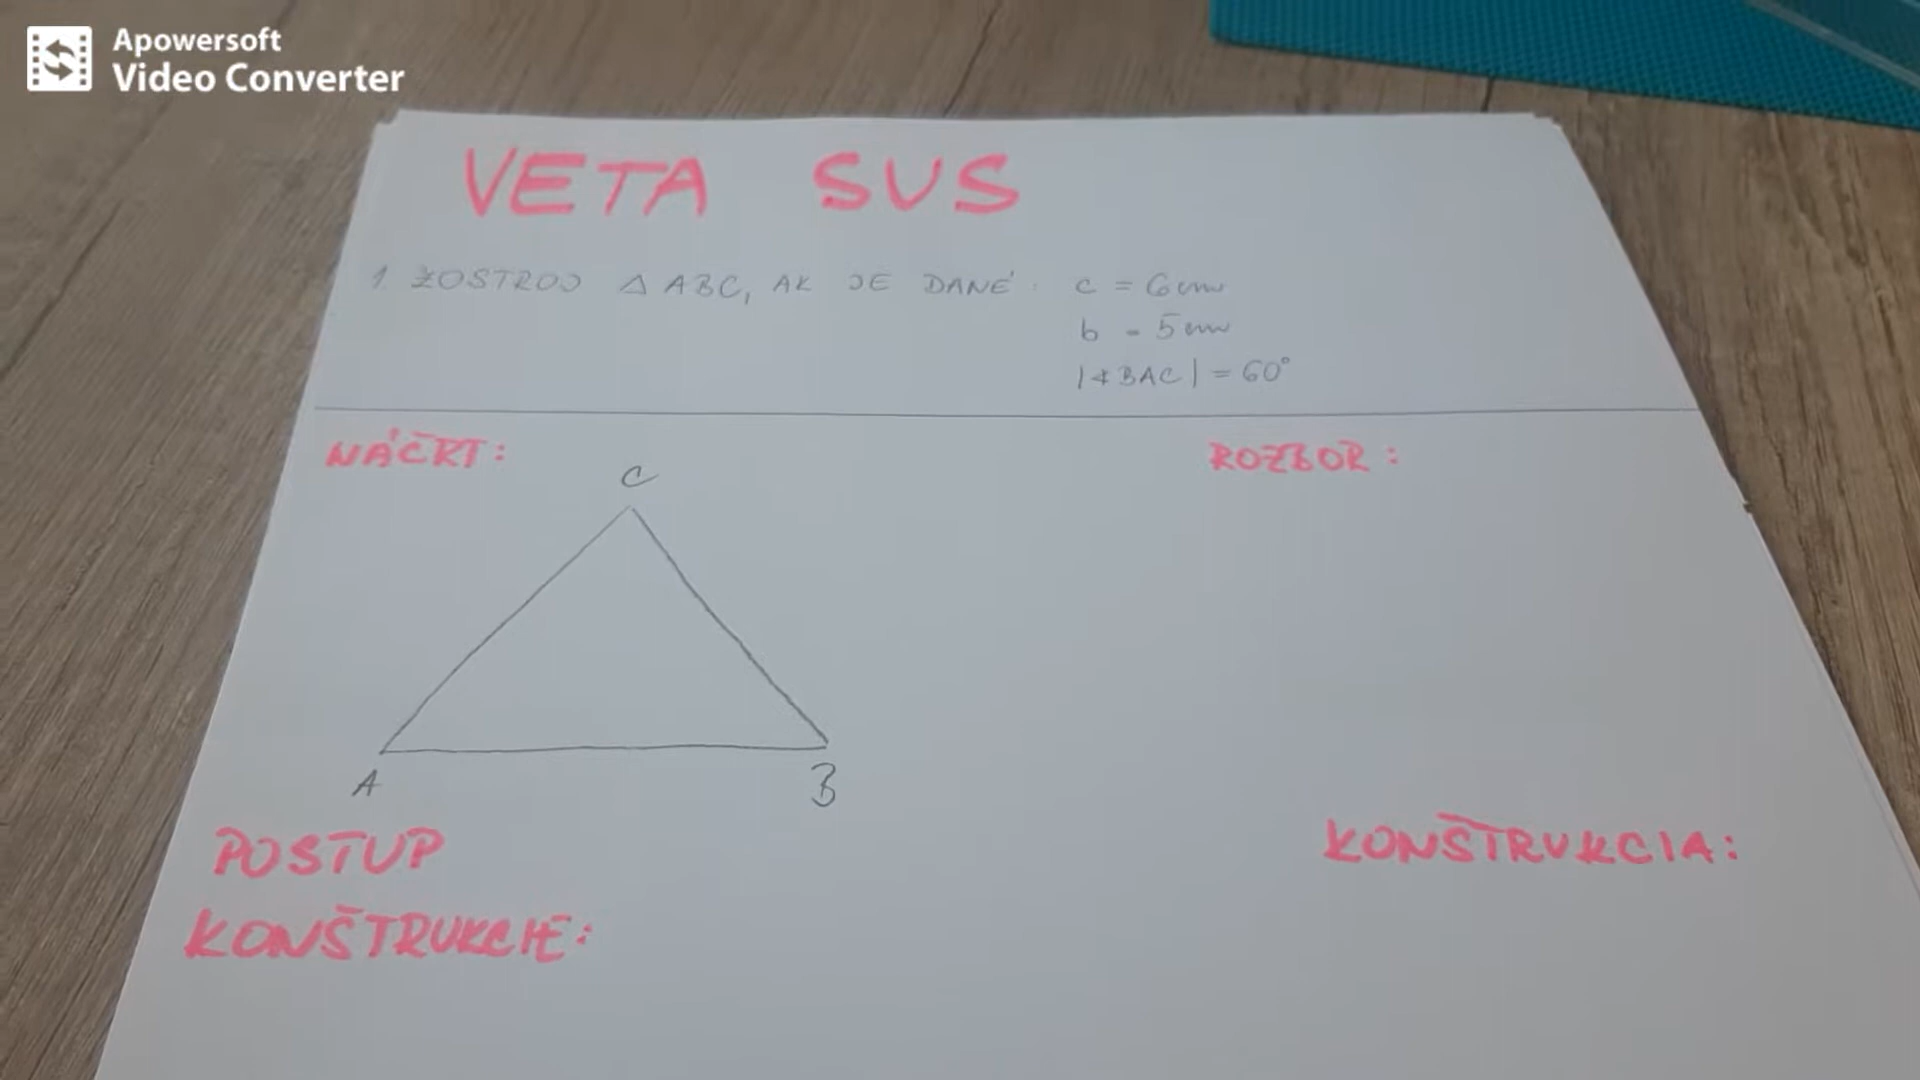 Apowersoft
Video Converter
VETA SUS
1. ZOSTROJ Δ ABC, AK JE DANÉ: c = 6cm
b = 5cm
|∢BAC| = 60°
NÁČRT:
ROZBOR:
C
A
B
POSTUP
KONŠTRUKCIE:
KONŠTRUKCIA: